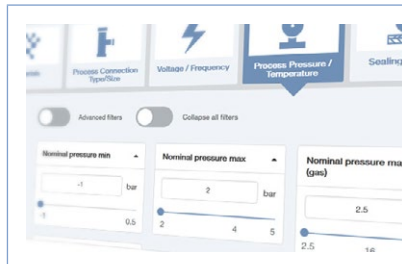 Process Connection
Type/Size
Voltage / Frequency
Process Pressure /
Temperature
Sealing
Advanced filters
Collapse all filters
Nominal pressure min
Nominal pressure max
Nominal pressure ma
(gas)
-1
bar
2
bar
2.5
-1
0.5
2
4
5
2.5
16